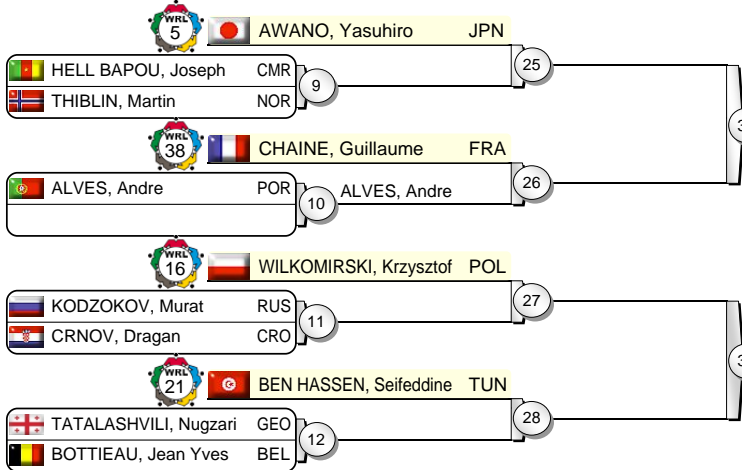 WRL
5 AWANO, Yasuhiro JPN
25
HELL BAPOU, Joseph CMR
9
THIBLIN, Martin NOR
3
WRL
38 CHAINE, Guillaume FRA
26
ALVES, Andre POR
10 ALVES, Andre
WRL
16 WILKOMIRSKI, Krzysztof POL
27
KODZOKOV, Murat RUS
11
CRNOV, Dragan CRO
3
WRL
21 BEN HASSEN, Seifeddine TUN
28
TATALASHVILI, Nugzari GEO
12
BOTTIEAU, Jean Yves BEL